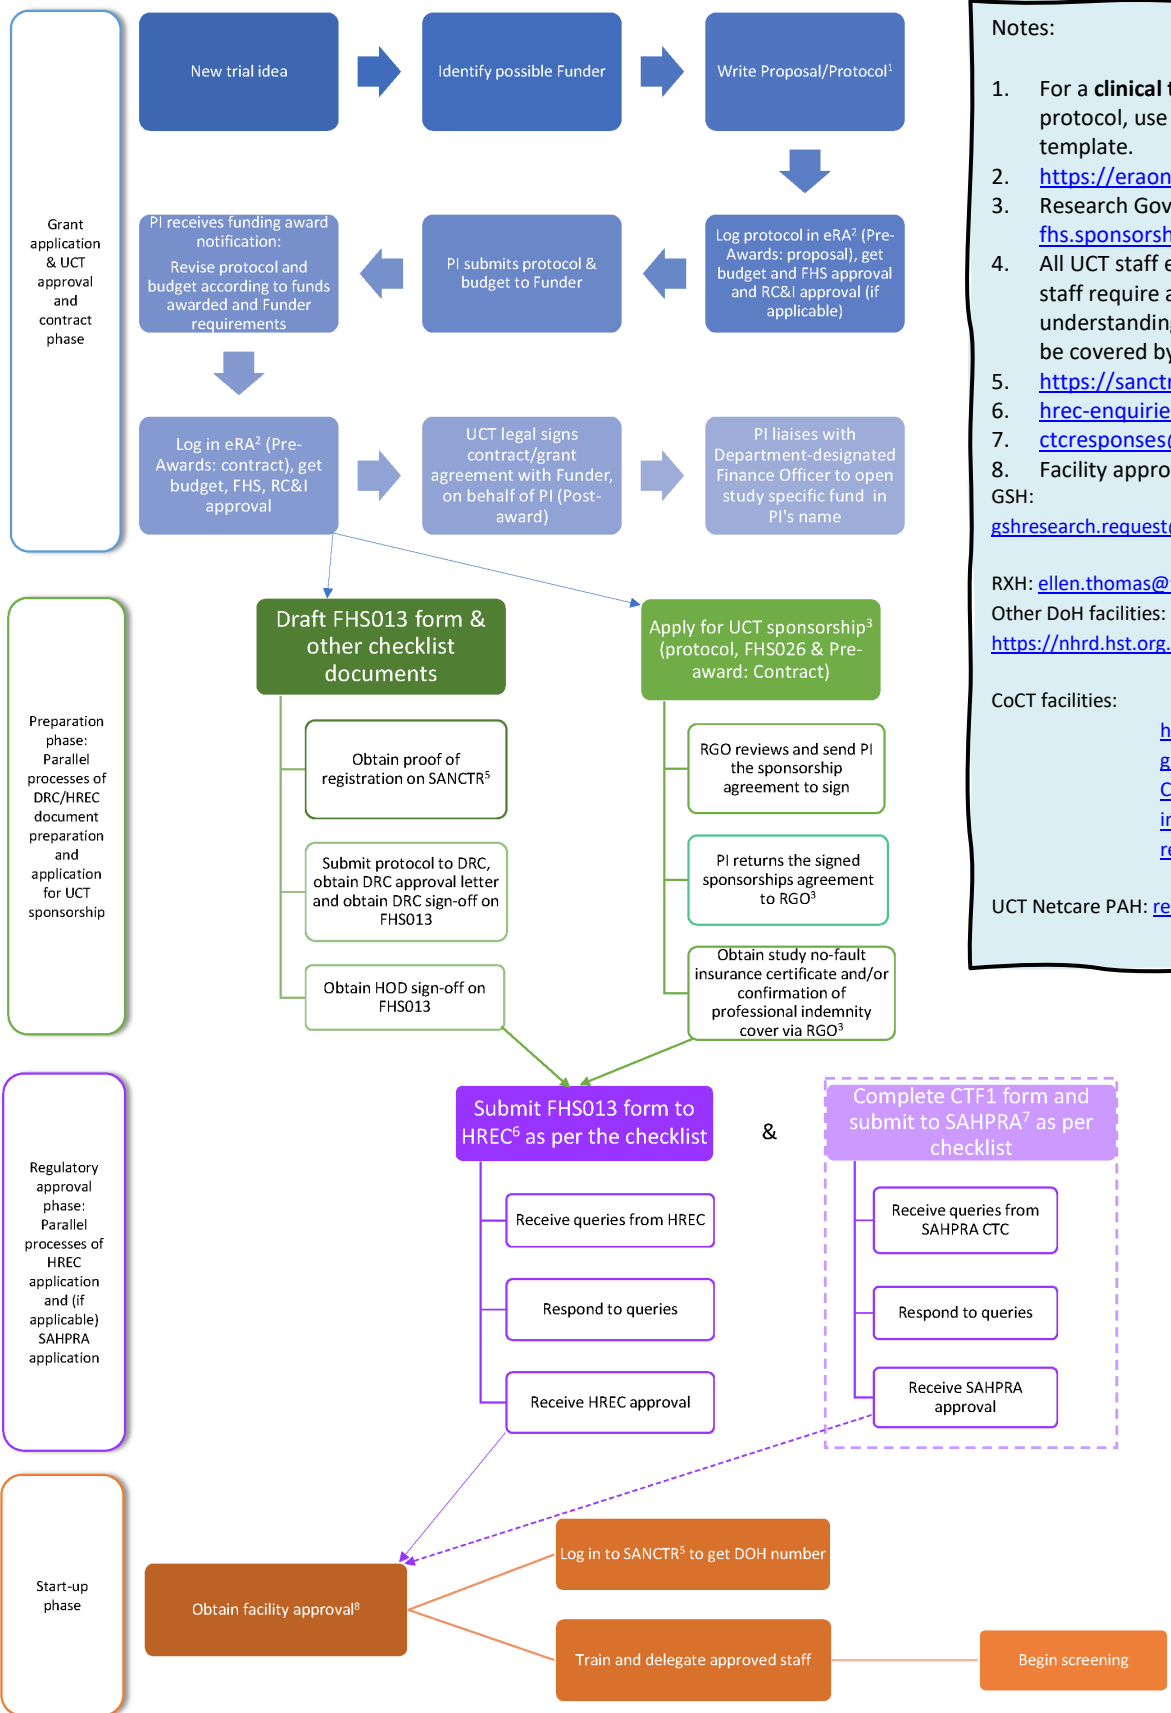 Grant
application
& UCT
approval
and
contract
phase
New trial idea
Identify possible Funder
Write Proposal/Protocol¹
Log protocol in eRA² (Pre-
Awards: proposal), get
budget and FHS approval
and RC&I approval (if
applicable)
PI submits protocol &
budget to Funder
PI receives funding award
notification:
Revise protocol and
budget according to funds
awarded and Funder
requirements
Log in eRA² (Pre-
Awards: contract), get
budget, FHS, RC&I
approval
UCT legal signs
contract/grant
agreement with Funder,
on behalf of PI (Post-
award)
PI liaises with
Department-designated
Finance Officer to open
study specific fund in
PI's name
Preparation
phase:
Parallel
processes of
DRC/HREC
document
preparation
and
application
for UCT
sponsorship
Draft FHS013 form &
other checklist
documents
Obtain proof of
registration on SANCTR⁵
Submit protocol to DRC,
obtain DRC approval letter
and obtain DRC sign-off on
FHS013
Obtain HOD sign-off on
FHS013
Apply for UCT sponsorship³
(protocol, FHS026 & Pre-
award: Contract)
RGO reviews and send PI
the sponsorship
agreement to sign
PI returns the signed
sponsorships agreement
to RGO³
Obtain study no-fault
insurance certificate and/or
confirmation of
professional indemnity
cover via RGO³
Regulatory
approval
phase:
Parallel
processes of
HREC
application
and (if
applicable)
SAHPRA
application
Submit FHS013 form to
HREC⁶ as per the checklist
Receive queries from HREC
Respond to queries
Receive HREC approval
&
Complete CTF1 form and
submit to SAHPRA⁷ as per
checklist
Receive queries from
SAHPRA CTC
Respond to queries
Receive SAHPRA
approval
Start-up
phase
Obtain facility approval⁸
Log in to SANCTR⁵ to get DOH number
Train and delegate approved staff
Begin screening
Notes:
1. For a clinical
protocol, use
template.
2. https://eraon
3. Research Gov
fhs.sponsorsh
4. All UCT staff
staff require
understanding
be covered by
5. https://sanctr
6. hrec-enquirie
7. ctcresponses@
8. Facility appro
GSH:
gshresearch.request
RXH: ellen.thomas@
Other DoH facilities:
https://nhrd.hst.org.
CoCT facilities:
h
g
C
in
re
UCT Netcare PAH: re